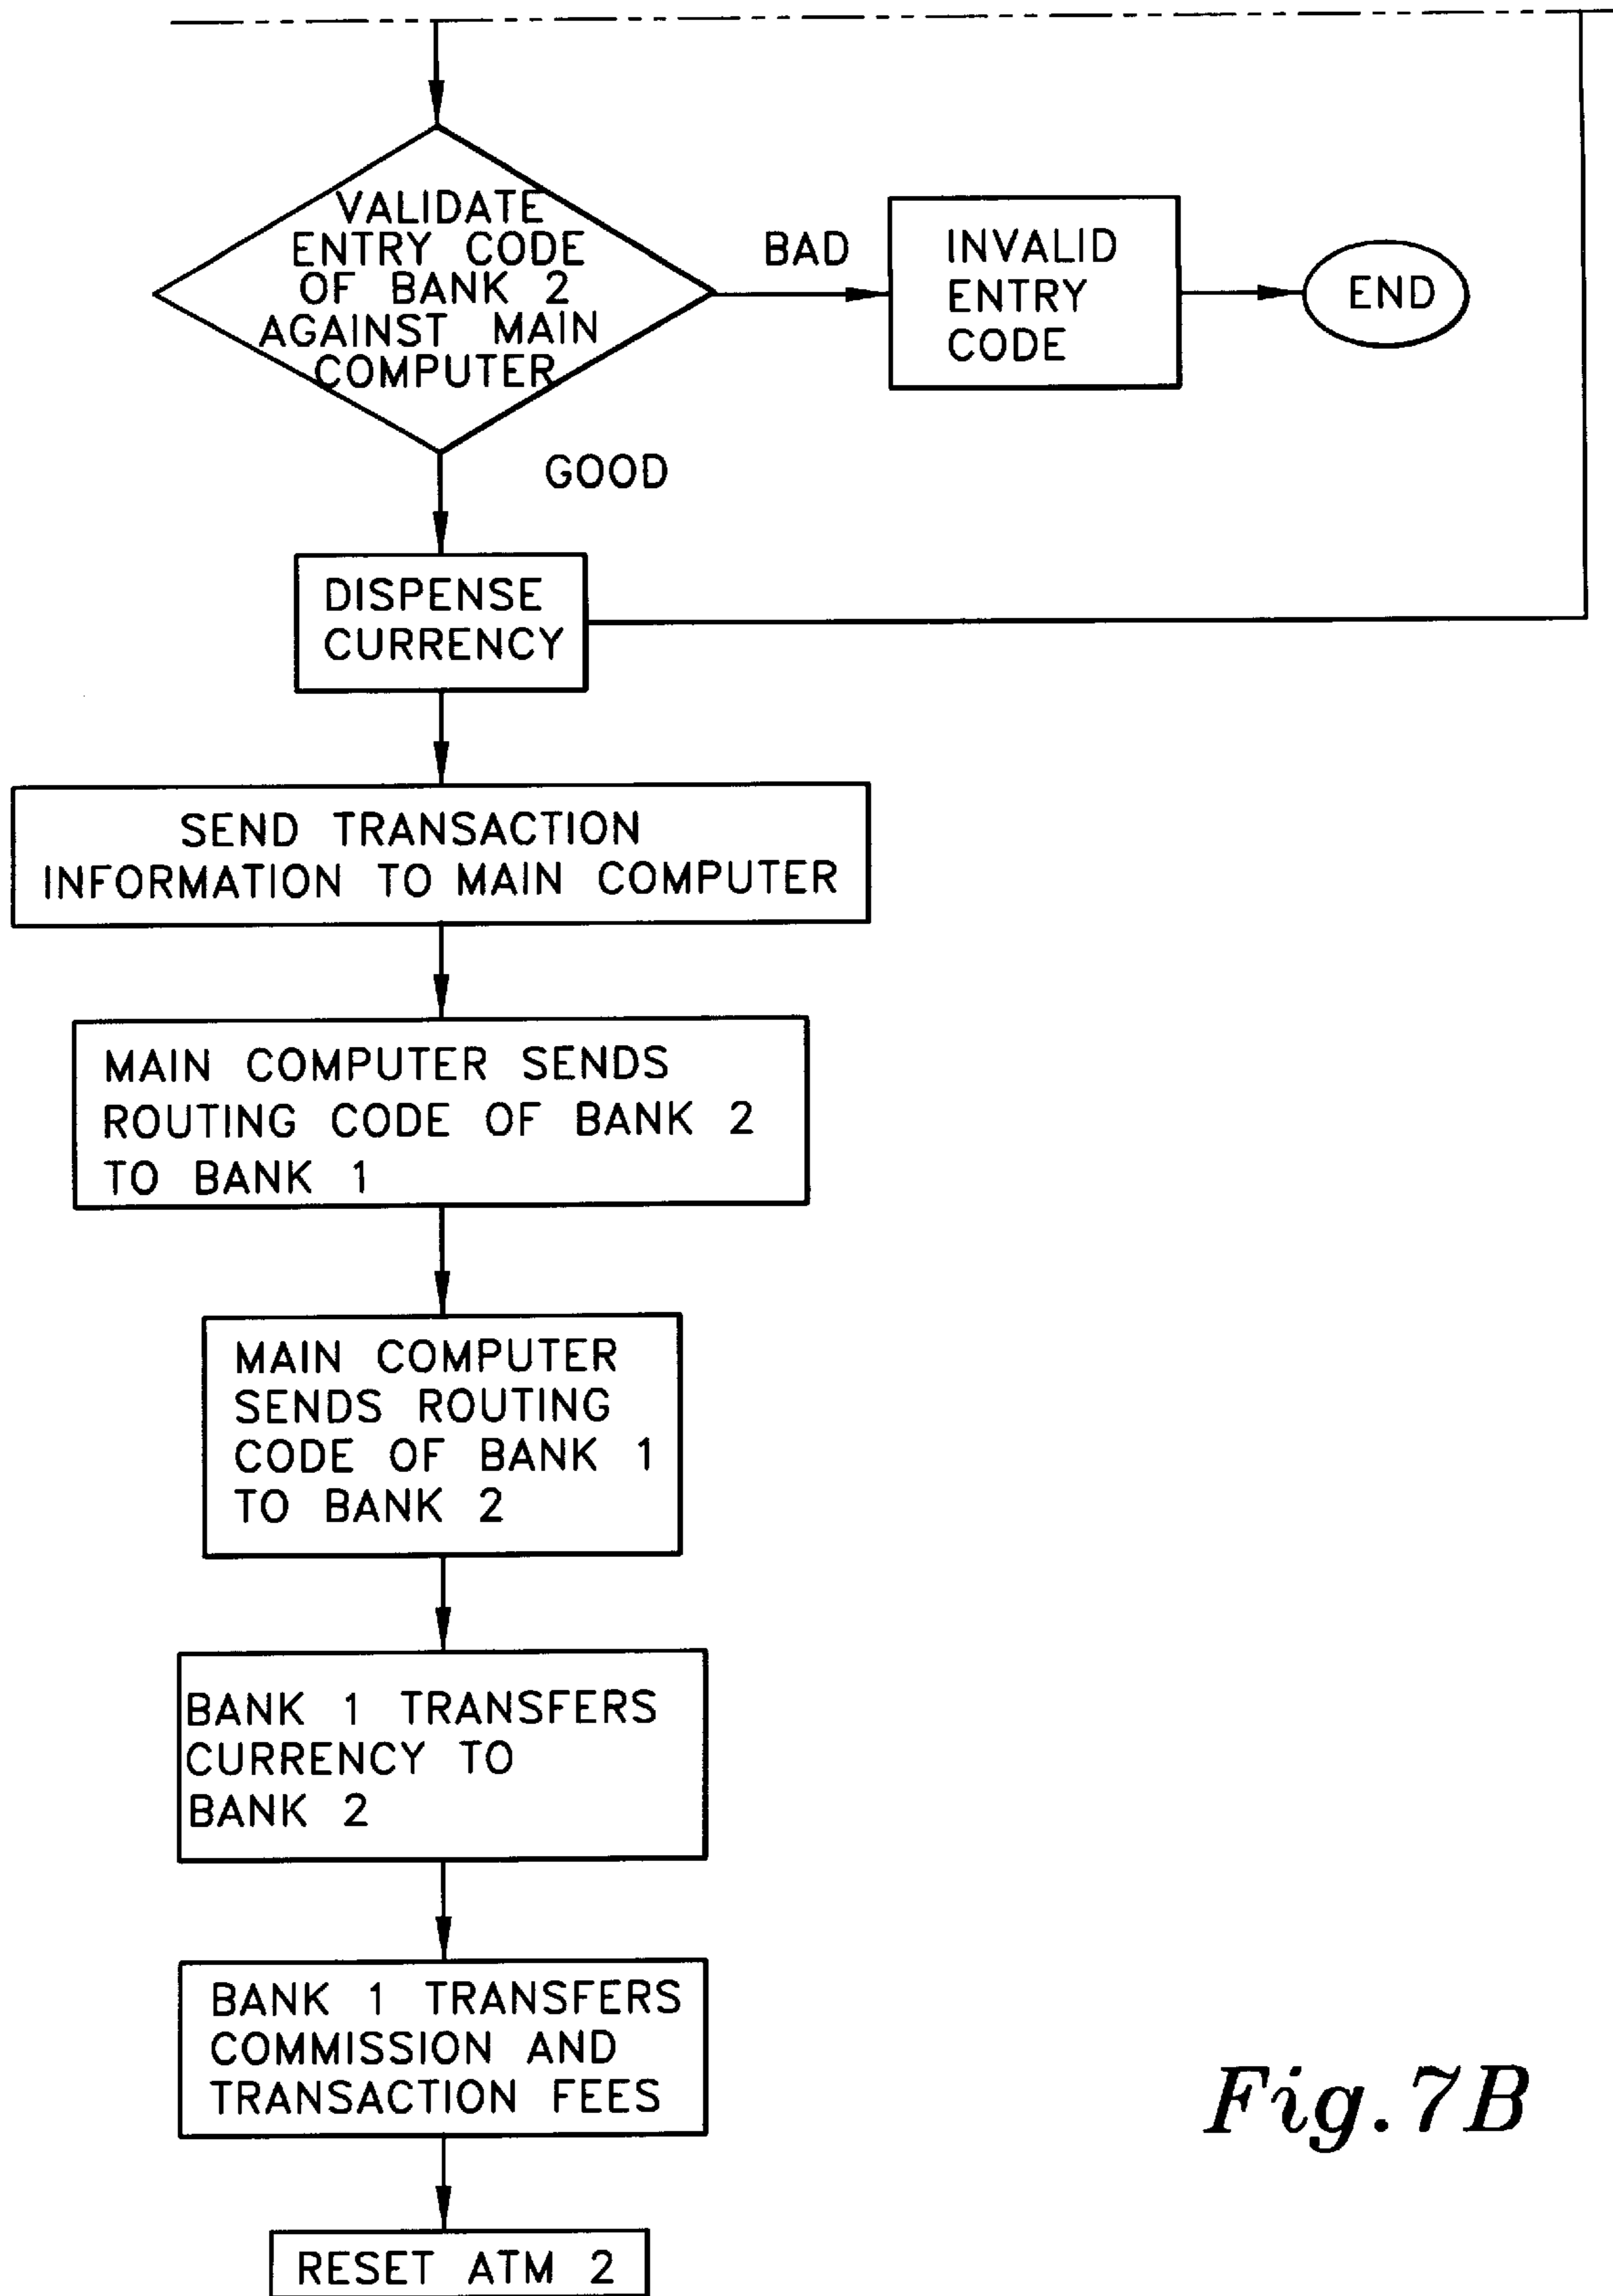 VALIDATE
ENTRY CODE
OF BANK 2
AGAINST MAIN
COMPUTER
BAD
INVALID
ENTRY
CODE
END
GOOD
DISPENSE
CURRENCY
SEND TRANSACTION
INFORMATION TO MAIN COMPUTER
MAIN COMPUTER SENDS
ROUTING CODE OF BANK 2
TO BANK 1
MAIN COMPUTER
SENDS ROUTING
CODE OF BANK 1
TO BANK 2
BANK 1 TRANSFERS
CURRENCY TO
BANK 2
BANK 1 TRANSFERS
COMMISSION AND
TRANSACTION FEES
RESET ATM 2
Fig. 7B